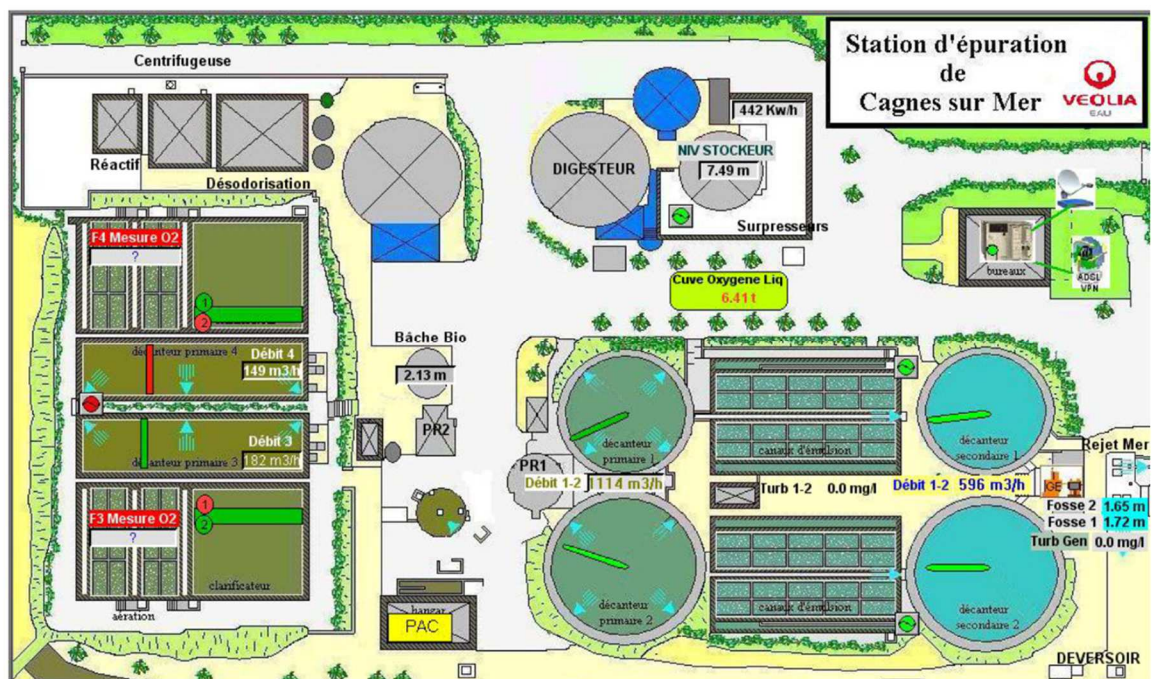 Station d'épuration
de
Cagnes sur Mer
VEOLIA
EAU
Centrifugeuse
442 Kw/h
NIV STOCKEUR
7.49 m
DIGESTEUR
Réactif
Désodorisation
Surpresseurs
bureaux
ADSL
VPN
F4 Mesure O2
?
1
2
Cuve Oxygene Liq
6.41 t
décanteur primaire 4
Débit 4
149 m3/h
Bâche Bio
2.13 m
PR2
Débit 3
décanteur primaire 3
182 m3/h
décanteur
primaire 1
canaux d'émulsion
décanteur
secondaire 1
Rejet Mer
PR1
Débit 1-2
1114 m3/h
Turb 1-2
0.0 mg/l
Débit 1-2
596 m3/h
GE
Fosse 2
1.65 m
Fosse 1
1.72 m
Turb Gen
0.0 mg/l
F3 Mesure O2
?
1
2
clarificateur
aération
hangar
PAC
décanteur
primaire 2
canaux d'émulsion
décanteur
secondaire 2
DEVERSOIR